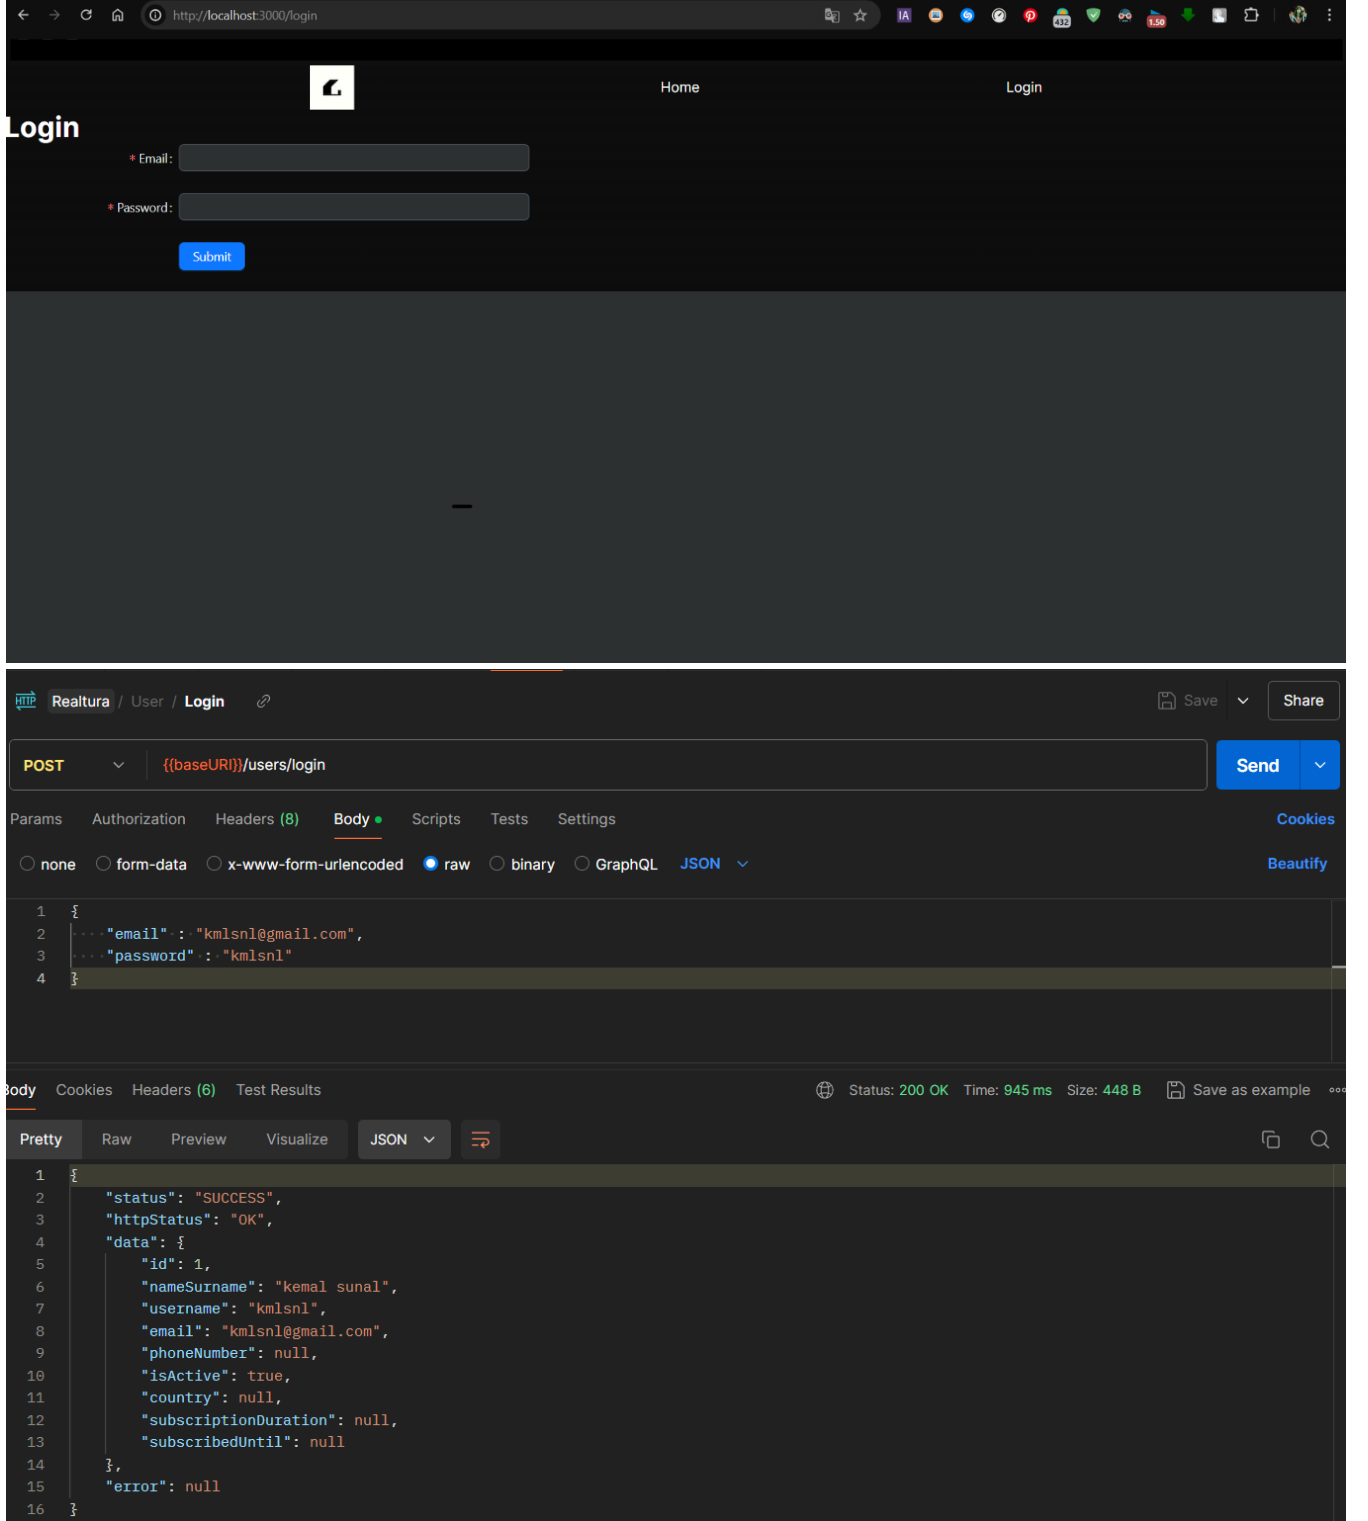 http://localhost:3000/login
IA
432
1.50
Home Login
Login
* Email:
* Password:
Submit
HTTP Realtura / User / Login Save Share
POST {{baseURI}}/users/login Send
Params Authorization Headers (8) Body Scripts Tests Settings Cookies
none form-data x-www-form-urlencoded raw binary GraphQL JSON Beautify
1 {
2 "email" : "kmlsnl@gmail.com",
3 "password" : "kmlsnl"
4 }
Body Cookies Headers (6) Test Results Status: 200 OK Time: 945 ms Size: 448 B Save as example
Pretty Raw Preview Visualize JSON
1 {
2 "status": "SUCCESS",
3 "httpStatus": "OK",
4 "data": {
5 "id": 1,
6 "nameSurname": "kemal sunal",
7 "username": "kmlsnl",
8 "email": "kmlsnl@gmail.com",
9 "phoneNumber": null,
10 "isActive": true,
11 "country": null,
12 "subscriptionDuration": null,
13 "subscribedUntil": null
14 },
15 "error": null
16 }